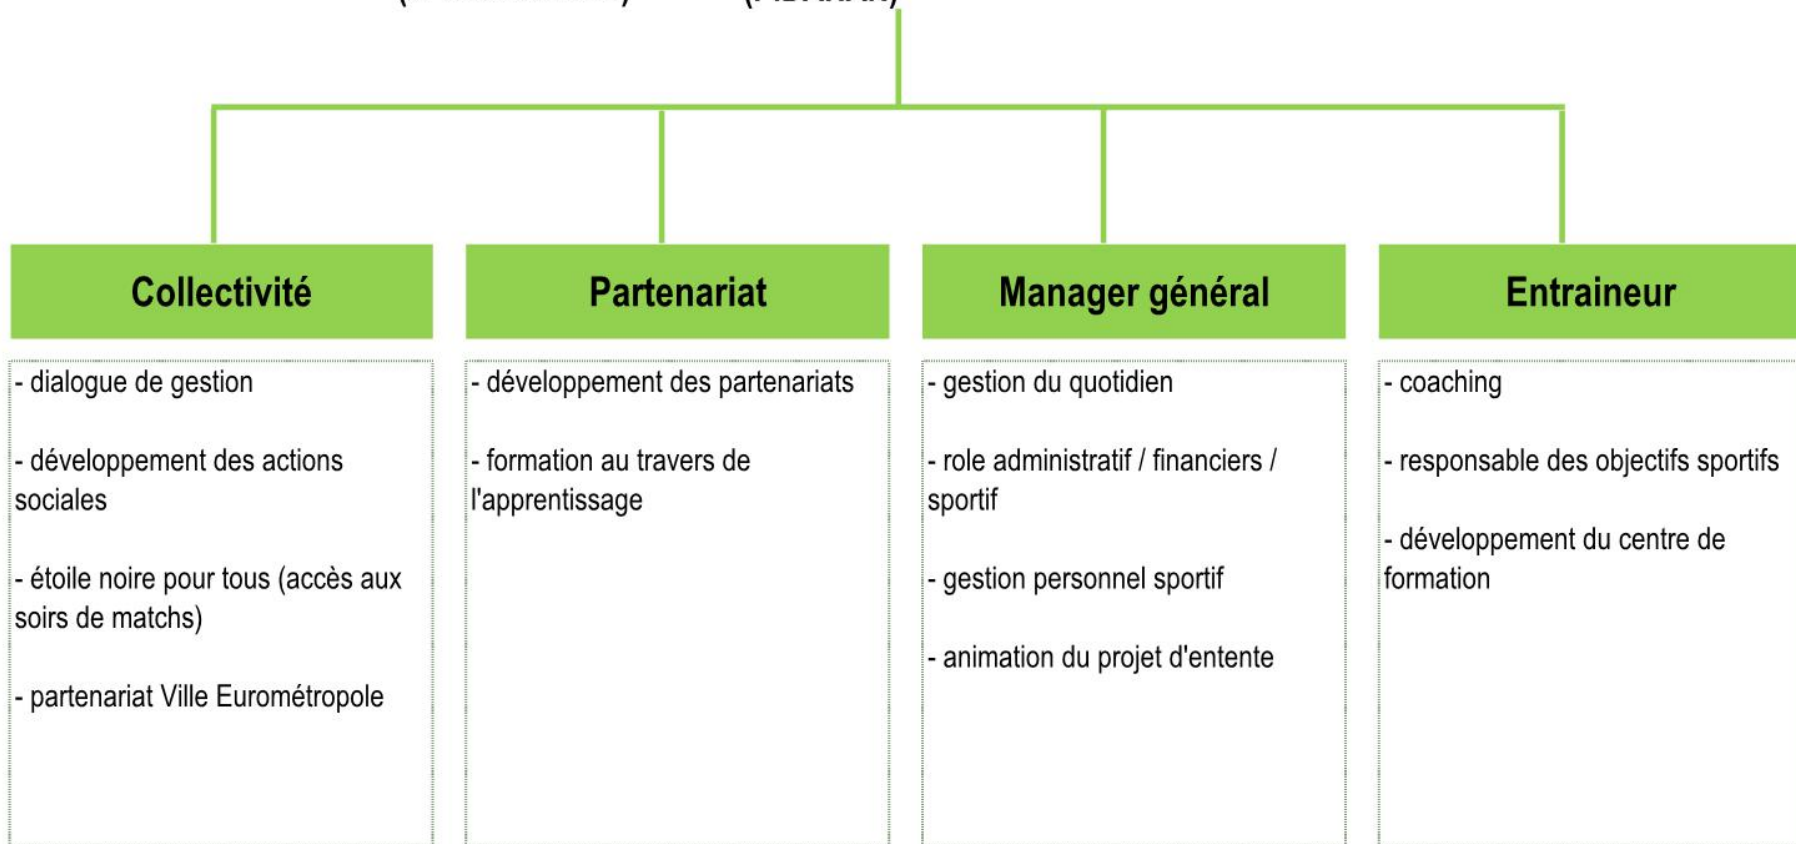 Collectivité
Partenariat
Manager général
Entraineur
- dialogue de gestion
- développement des actions
sociales
- étoile noire pour tous (accès aux
soirs de matchs)
- partenariat Ville Eurométropole
- développement des partenariats
- formation au travers de
l'apprentissage
- gestion du quotidien
- role administratif / financiers /
sportif
- gestion personnel sportif
- animation du projet d'entente
- coaching
- responsable des objectifs sportifs
- développement du centre de
formation